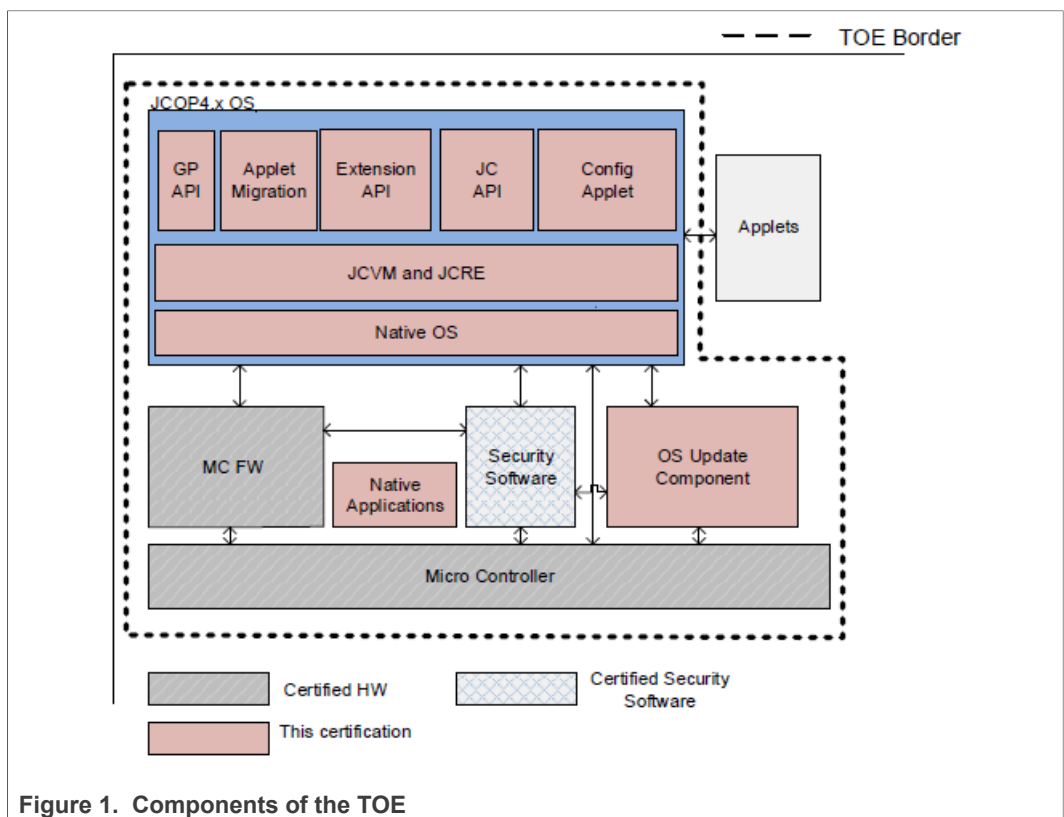 TOE Border
JCOP4.x OS
GP
API
Applet
Migration
Extension
API
JC
API
Config
Applet
Applets
JCVM and JCRE
Native OS
MC FW
Native
Applications
Security
Software
OS Update
Component
Micro Controller
Certified HW
Certified Security
Software
This certification
Figure 1. Components of the TOE